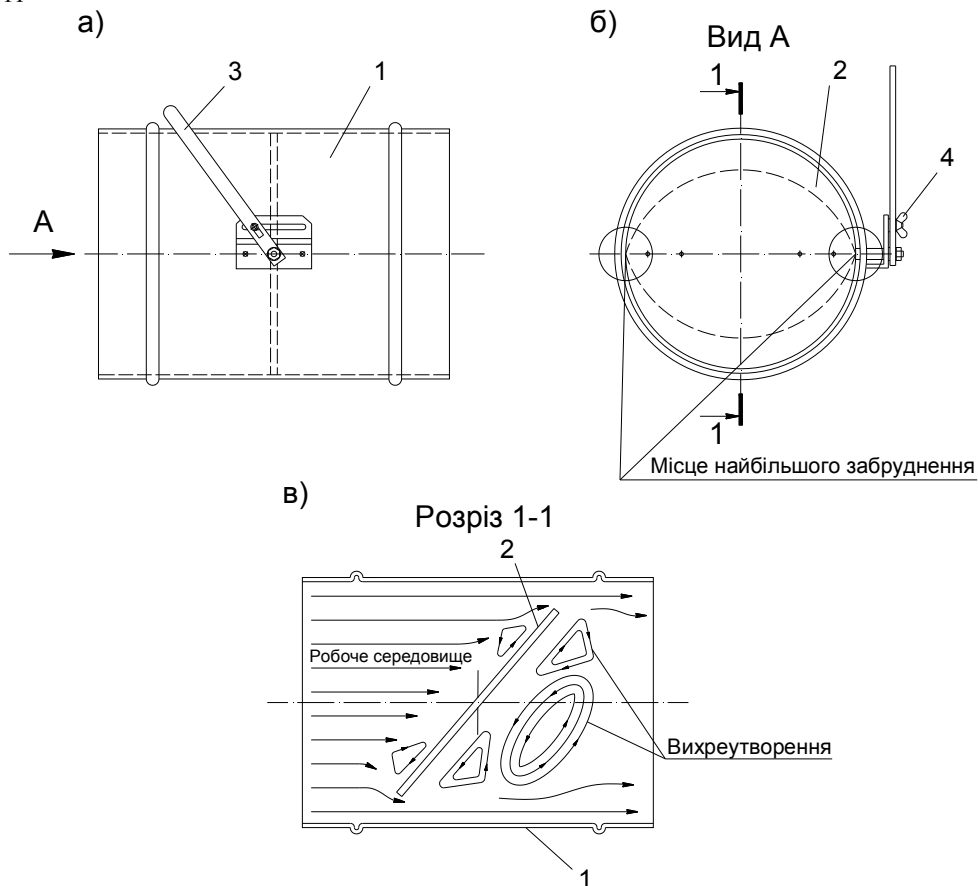 а)
б)
Вид А
3
1
1
2
4
А
1
Місце найбільшого забруднення
в)
Розріз 1-1
2
Робоче середовище
Вихреутворення
1